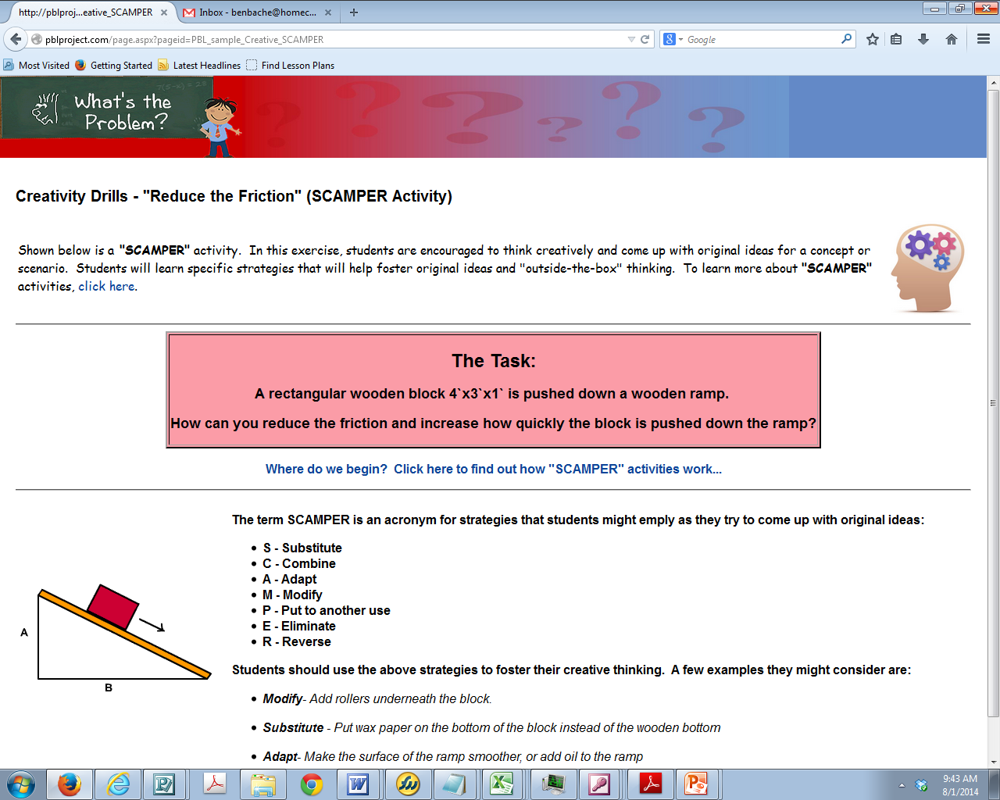 http://pblproj...eative_SCAMPER
Inbox - benbache@homec...
pblproject.com/page.aspx?pageid=PBL_sample_Creative_SCAMPER
Google
Most Visited
Getting Started
Latest Headlines
Find Lesson Plans
What's the
Problem?
Creativity Drills - "Reduce the Friction" (SCAMPER Activity)
Shown below is a "SCAMPER" activity.  In this exercise, students are encouraged to think creatively and come up with original ideas for a concept or
scenario.  Students will learn specific strategies that will help foster original ideas and "outside-the-box" thinking.  To learn more about "SCAMPER"
activities, click here.
The Task:
A rectangular wooden block 4`x3`x1` is pushed down a wooden ramp.
How can you reduce the friction and increase how quickly the block is pushed down the ramp?
Where do we begin?  Click here to find out how "SCAMPER" activities work...
The term SCAMPER is an acronym for strategies that students might emply as they try to come up with original ideas:
S - Substitute
C - Combine
A - Adapt
M - Modify
P - Put to another use
E - Eliminate
R - Reverse
A
B
Students should use the above strategies to foster their creative thinking.  A few examples they might consider are:
Modify- Add rollers underneath the block.
Substitute - Put wax paper on the bottom of the block instead of the wooden bottom
Adapt- Make the surface of the ramp smoother, or add oil to the ramp
9:43 AM
8/1/2014